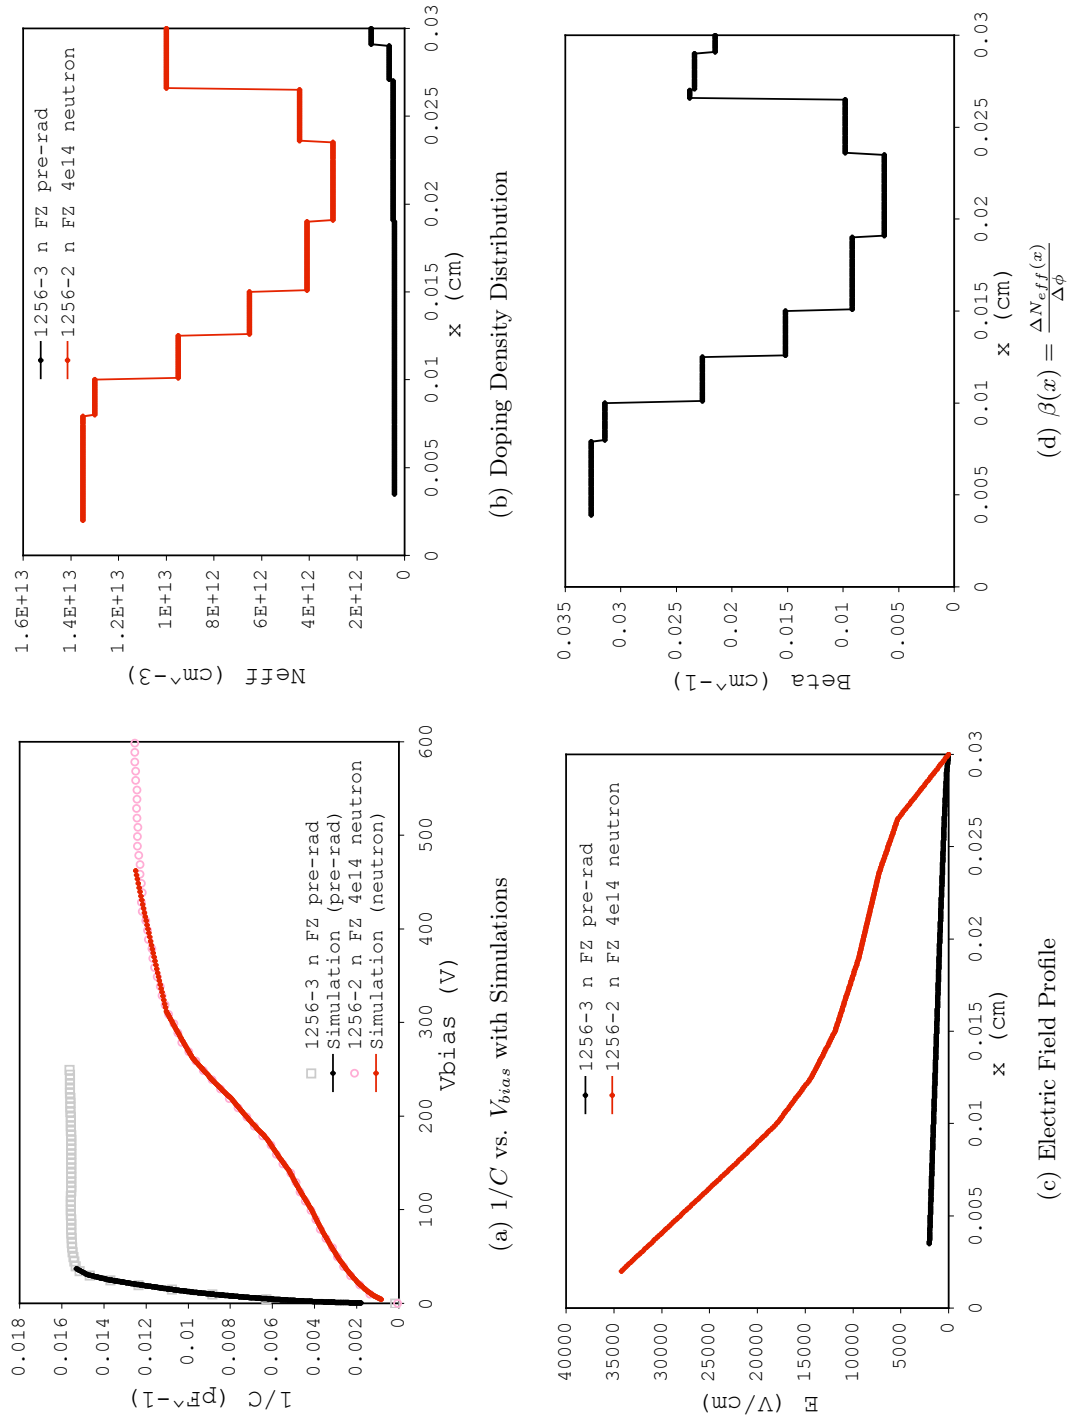 0.018
0.016
0.014
0.012
0.01
0.008
0.006
0.004
0.002
0
1/C (pF^-1)
0
100
200
300
400
500
600
Vbias (V)
1256-3 n FZ pre-rad
Simulation (pre-rad)
1256-2 n FZ 4e14 neutron
Simulation (neutron)
(a) 1/C vs. V_{bias} with Simulations
1.6E+13
1.4E+13
1.2E+13
1E+13
8E+12
6E+12
4E+12
2E+12
0
Neff (cm^-3)
0
0.005
0.01
0.015
0.02
0.025
0.03
x (cm)
1256-3 n FZ pre-rad
1256-2 n FZ 4e14 neutron
(b) Doping Density Distribution
40000
35000
30000
25000
20000
15000
10000
5000
0
E (V/cm)
0
0.005
0.01
0.015
0.02
0.025
0.03
x (cm)
1256-3 n FZ pre-rad
1256-2 n FZ 4e14 neutron
(c) Electric Field Profile
0.035
0.03
0.025
0.02
0.015
0.01
0.005
0
Beta (cm^-1)
0
0.005
0.01
0.015
0.02
0.025
0.03
x (cm)
(d) β(x) = \frac{ΔN_{eff}(x)}{Δϕ}